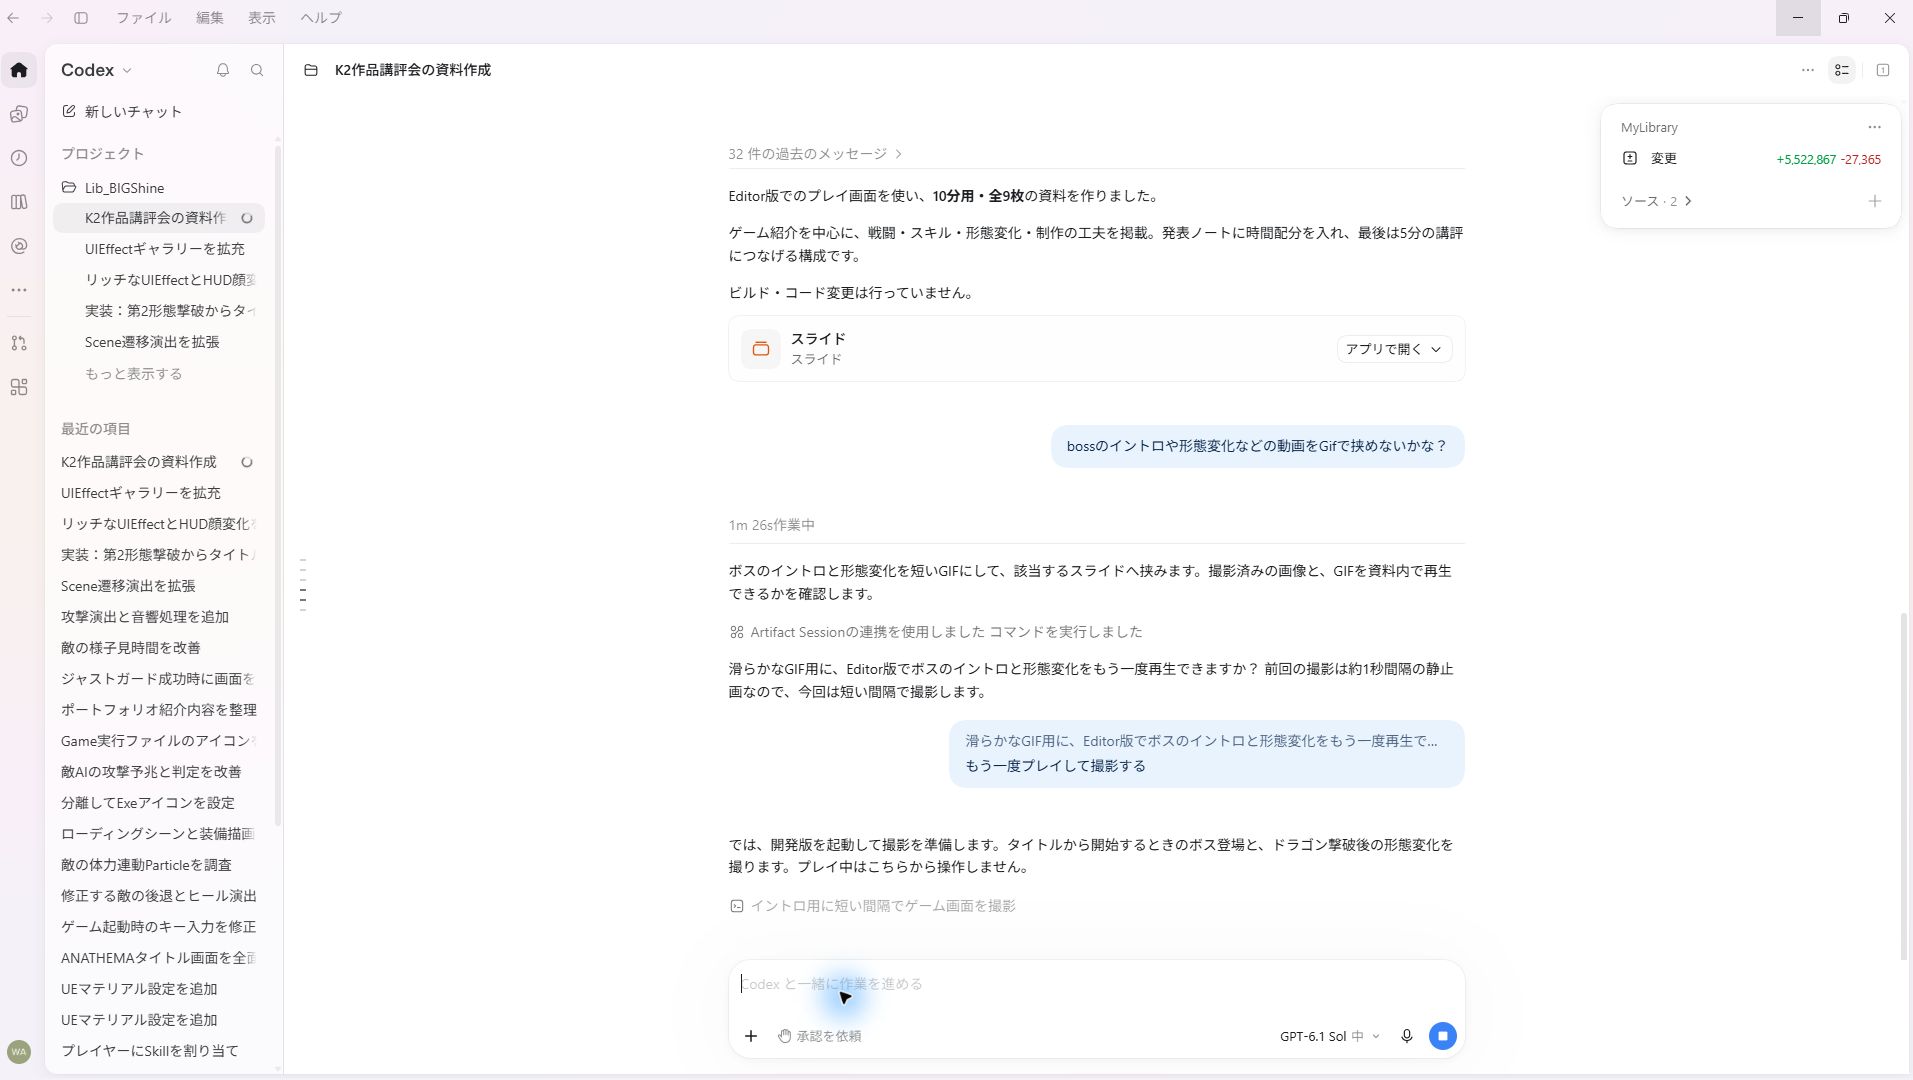 ファイル 編集 表示 ヘルプ
Codex
新しいチャット
プロジェクト
Lib_BIGShine
K2作品講評会の資料作
UIEffectギャラリーを拡充
リッチなUIEffectとHUD顔変
実装：第2形態撃破からタイ
Scene遷移演出を拡張
もっと表示する
最近の項目
K2作品講評会の資料作成
UIEffectギャラリーを拡充
リッチなUIEffectとHUD顔変化を
実装：第2形態撃破からタイトル
Scene遷移演出を拡張
攻撃演出と音響処理を追加
敵の様子見時間を改善
ジャストガード成功時に画面を
ポートフォリオ紹介内容を整理
Game実行ファイルのアイコンを
敵AIの攻撃予兆と判定を改善
分離してExeアイコンを設定
ローディングシーンと装備描画
敵の体力連動Particleを調査
修正する敵の後退とヒール演出
ゲーム起動時のキー入力を修正
ANATHEMAタイトル画面を全面
UEマテリアル設定を追加
UEマテリアル設定を追加
プレイヤーにSkillを割り当て
WA
K2作品講評会の資料作成
1
32 件の過去のメッセージ
Editor版でのプレイ画面を使い、10分用・全9枚の資料を作りました。
ゲーム紹介を中心に、戦闘・スキル・形態変化・制作の工夫を掲載。発表ノートに時間配分を入れ、最後は5分の講評
につなげる構成です。
ビルド・コード変更は行っていません。
スライド
スライド
アプリで開く
bossのイントロや形態変化などの動画をGifで挟めないかな？
1m 26s作業中
ボスのイントロと形態変化を短いGIFにして、該当するスライドへ挟みます。撮影済みの画像と、GIFを資料内で再生
できるかを確認します。
Artifact Sessionの連携を使用しました コマンドを実行しました
滑らかなGIF用に、Editor版でボスのイントロと形態変化をもう一度再生できますか？ 前回の撮影は約1秒間隔の静止
画なので、今回は短い間隔で撮影します。
滑らかなGIF用に、Editor版でボスのイントロと形態変化をもう一度再生で...
もう一度プレイして撮影する
では、開発版を起動して撮影を準備します。タイトルから開始するときのボス登場と、ドラゴン撃破後の形態変化を
撮ります。プレイ中はこちらから操作しません。
イントロ用に短い間隔でゲーム画面を撮影
Codex と一緒に作業を進める
承認を依頼
GPT-6.1 Sol 中
MyLibrary
変更 +5,522,867 -27,365
ソース · 2